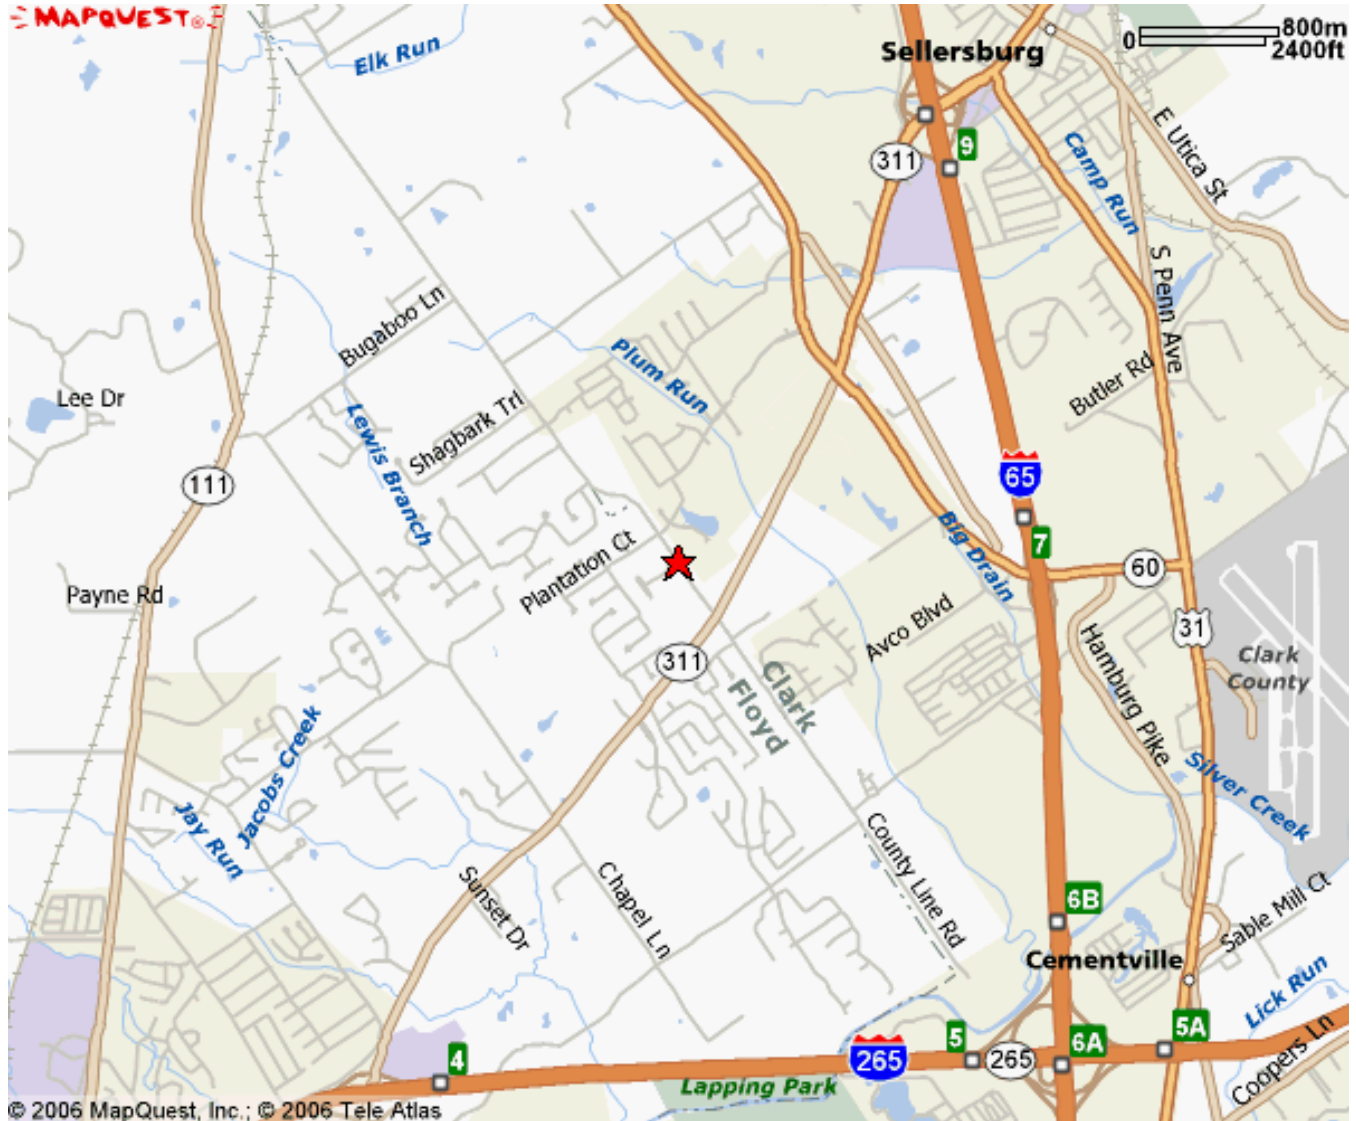 MAPQUEST®
800m
0
2400ft
Elk Run
Sellersburg
E Utica St
9
311
Camp Run
S Penn Ave
Bugaboo Ln
Plum Run
Lee Dr
Butler Rd
Shagbark Trl
Lewis Branch
65
111
7
Big Drain
Plantation Ct
60
Payne Rd
Avco Blvd
31
Hamburg Pike
Clark
County
311
Clark
Floyd
Jacobs Creek
Silver Creek
Jay Run
County Line Rd
Sunset Dr
Chapel Ln
6B
Sable Mill Ct
Cementville
Lick Run
5A
5
6A
265
265
4
Coopers Ln
Lapping Park
© 2006 MapQuest, Inc.; © 2006 Tele Atlas